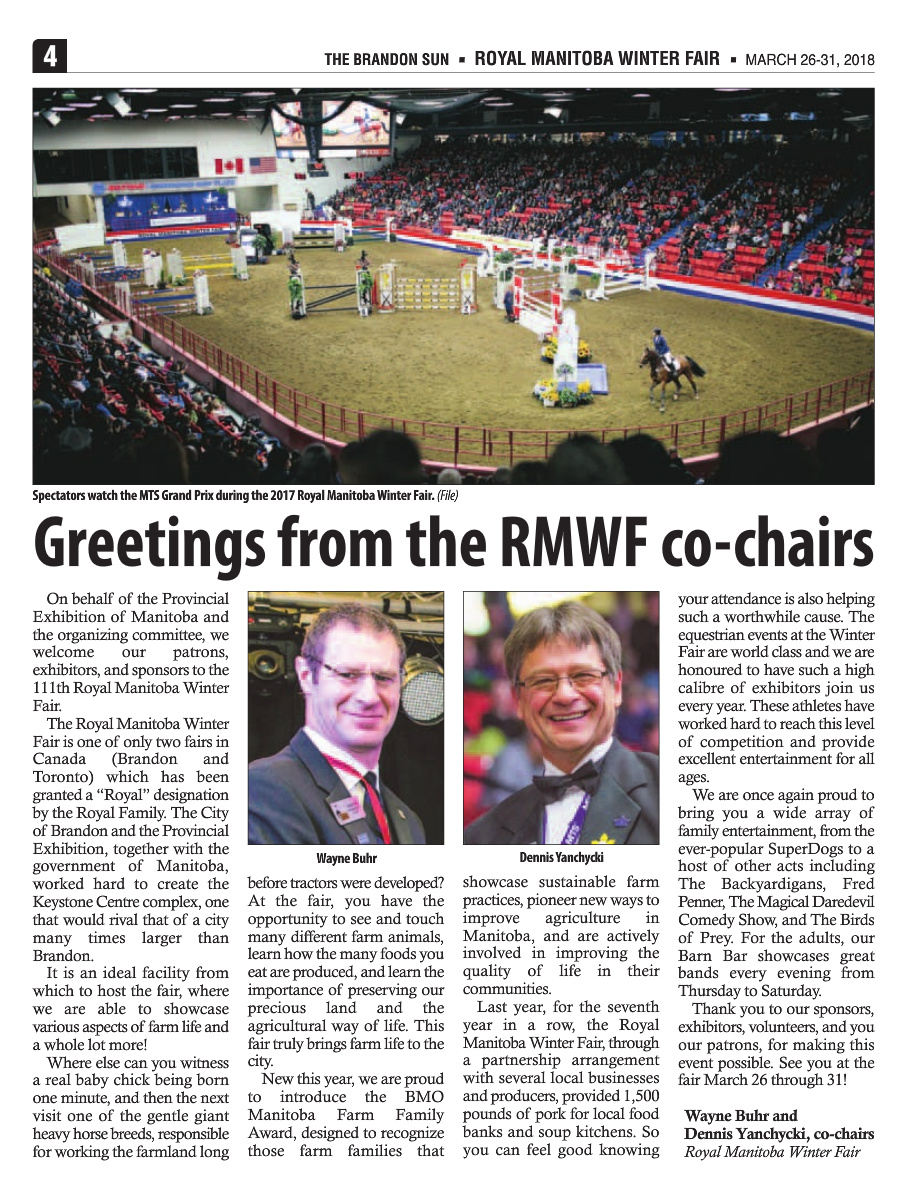 4
THE BRANDON SUN ▪ ROYAL MANITOBA WINTER FAIR ▪ MARCH 26-31, 2018
Spectators watch the MTS Grand Prix during the 2017 Royal Manitoba Winter Fair. (File)
Greetings from the RMWF co-chairs
On behalf of the Provincial
Exhibition of Manitoba and
the organizing committee, we
welcome our patrons,
exhibitors, and sponsors to the
111th Royal Manitoba Winter
Fair.
The Royal Manitoba Winter
Fair is one of only two fairs in
Canada (Brandon and
Toronto) which has been
granted a “Royal” designation
by the Royal Family. The City
of Brandon and the Provincial
Exhibition, together with the
government of Manitoba,
worked hard to create the
Keystone Centre complex, one
that would rival that of a city
many times larger than
Brandon.
It is an ideal facility from
which to host the fair, where
we are able to showcase
various aspects of farm life and
a whole lot more!
Where else can you witness
a real baby chick being born
one minute, and then the next
visit one of the gentle giant
heavy horse breeds, responsible
for working the farmland long
Wayne Buhr
before tractors were developed?
At the fair, you have the
opportunity to see and touch
many different farm animals,
learn how the many foods you
eat are produced, and learn the
importance of preserving our
precious land and the
agricultural way of life. This
fair truly brings farm life to the
city.
New this year, we are proud
to introduce the BMO
Manitoba Farm Family
Award, designed to recognize
those farm families that
MTS
Dennis Yanchycki
showcase sustainable farm
practices, pioneer new ways to
improve agriculture in
Manitoba, and are actively
involved in improving the
quality of life in their
communities.
Last year, for the seventh
year in a row, the Royal
Manitoba Winter Fair, through
a partnership arrangement
with several local businesses
and producers, provided 1,500
pounds of pork for local food
banks and soup kitchens. So
you can feel good knowing
your attendance is also helping
such a worthwhile cause. The
equestrian events at the Winter
Fair are world class and we are
honoured to have such a high
calibre of exhibitors join us
every year. These athletes have
worked hard to reach this level
of competition and provide
excellent entertainment for all
ages.
We are once again proud to
bring you a wide array of
family entertainment, from the
ever-popular SuperDogs to a
host of other acts including
The Backyardigans, Fred
Penner, The Magical Daredevil
Comedy Show, and The Birds
of Prey. For the adults, our
Barn Bar showcases great
bands every evening from
Thursday to Saturday.
Thank you to our sponsors,
exhibitors, volunteers, and you
our patrons, for making this
event possible. See you at the
fair March 26 through 31!
Wayne Buhr and
Dennis Yanchycki, co-chairs
Royal Manitoba Winter Fair